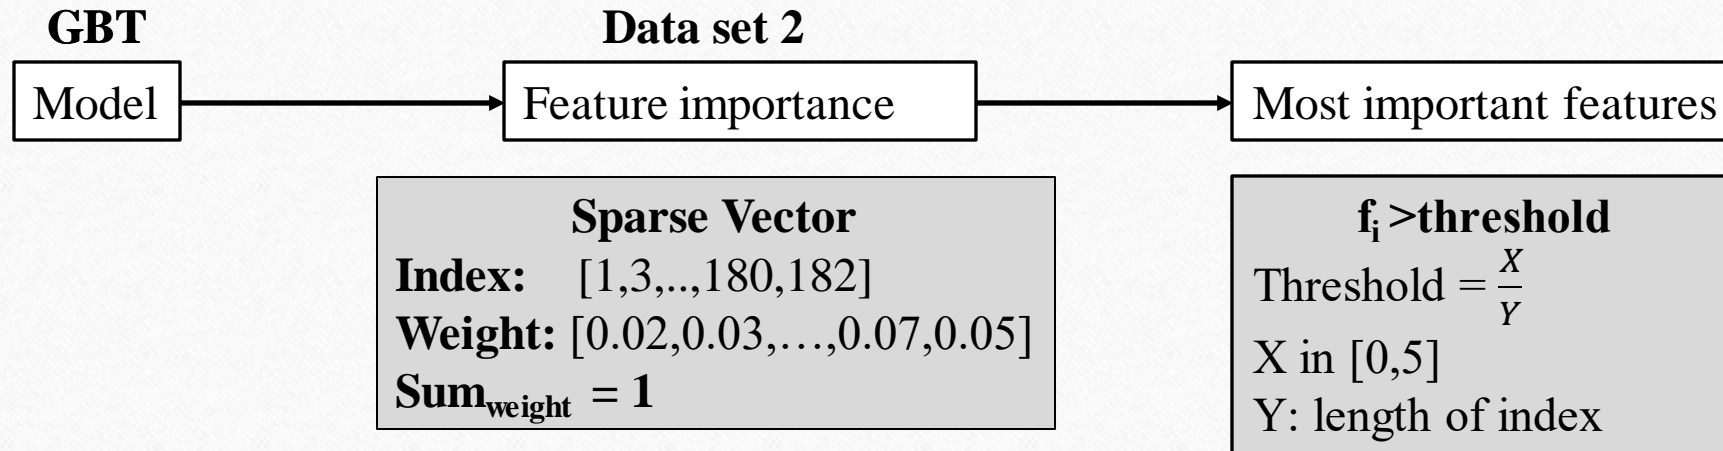 GBT
Model
Data set 2
Feature importance
Most important features
Sparse Vector
Index: [1,3,..,180,182]
Weight: [0.02,0.03,…,0.07,0.05]
Sumweight = 1
fi >threshold
Threshold = X/Y
X in [0,5]
Y: length of index